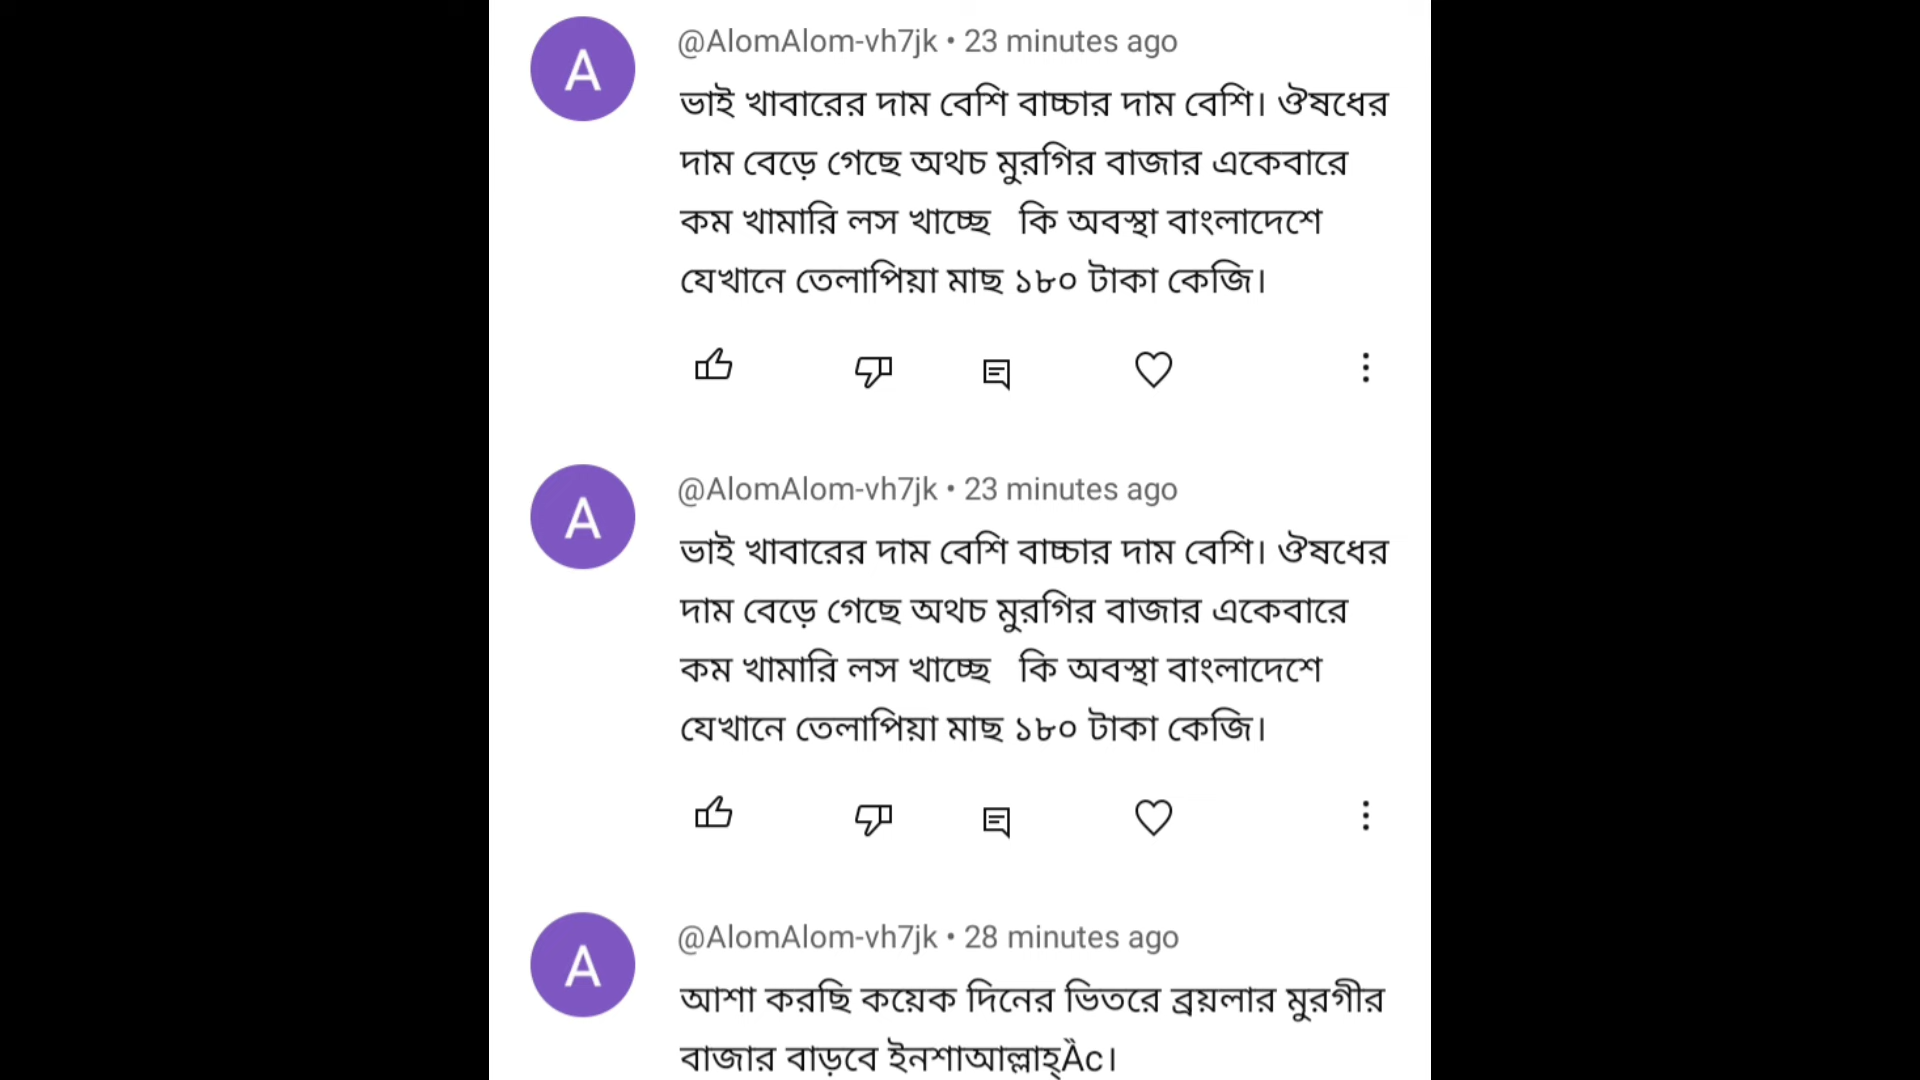 A
@AlomAlom-vh7jk • 23 minutes ago
ভাই খাবারের দাম বেশি বাচ্চার দাম বেশি। ঔষধের
দাম বেড়ে গেছে অথচ মুরগির বাজার একেবারে
কম খামারি লস খাচ্ছে   কি অবস্থা বাংলাদেশে
যেখানে তেলাপিয়া মাছ ১৮০ টাকা কেজি।
A
@AlomAlom-vh7jk • 23 minutes ago
ভাই খাবারের দাম বেশি বাচ্চার দাম বেশি। ঔষধের
দাম বেড়ে গেছে অথচ মুরগির বাজার একেবারে
কম খামারি লস খাচ্ছে   কি অবস্থা বাংলাদেশে
যেখানে তেলাপিয়া মাছ ১৮০ টাকা কেজি।
A
@AlomAlom-vh7jk • 28 minutes ago
আশা করছি কয়েক দিনের ভিতরে ব্রয়লার মুরগীর
বাজার বাড়বে ইনশাআল্লাহ্Ȁc।